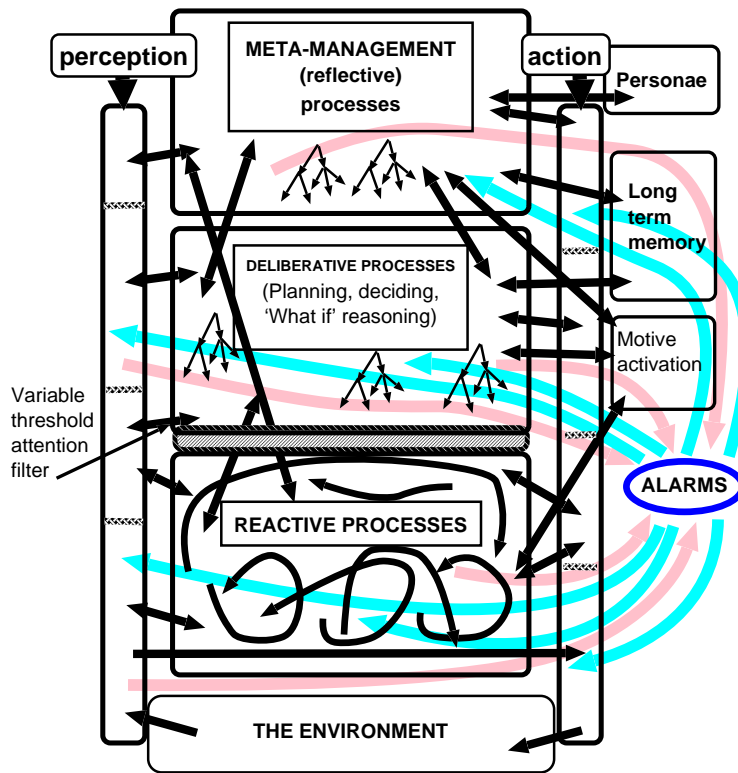 perception
META-MANAGEMENT
(reflective)
processes
action
Personae
Long
term
memory
DELIBERATIVE PROCESSES
(Planning, deciding,
‘What if’ reasoning)
Motive
activation
Variable
threshold
attention
filter
ALARMS
REACTIVE PROCESSES
THE ENVIRONMENT